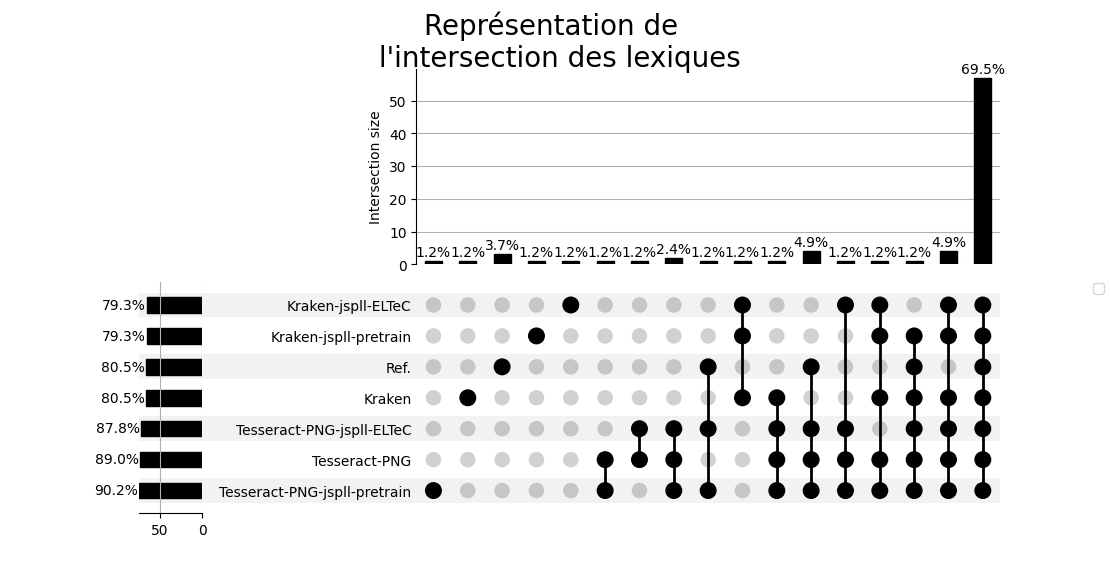 Représentation de
l'intersection des lexiques
69.5%
50
40
30
20
10
0
Intersection size
1.2%
1.2%
3.7%
1.2%
1.2%
1.2%
1.2%
2.4%
1.2%
1.2%
1.2%
4.9%
1.2%
1.2%
1.2%
4.9%
79.3% Kraken-jspll-ELTeC
79.3% Kraken-jspll-pretrain
80.5% Ref.
80.5% Kraken
87.8% Tesseract-PNG-jspll-ELTeC
89.0% Tesseract-PNG
90.2% Tesseract-PNG-jspll-pretrain
50 0